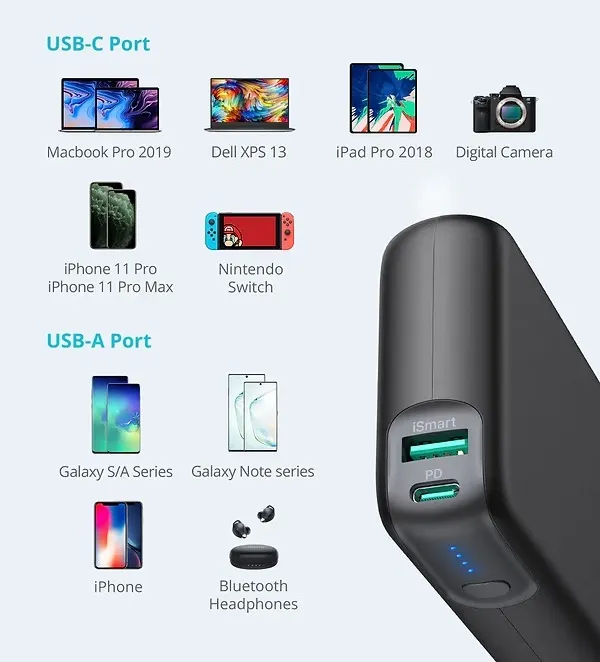 USB-C Port
Macbook Pro 2019
Dell XPS 13
iPad Pro 2018
Digital Camera
iPhone 11 Pro
iPhone 11 Pro Max
Nintendo
Switch
USB-A Port
Galaxy S/A Series
Galaxy Note series
iPhone
Bluetooth
Headphones
iSmart
PD